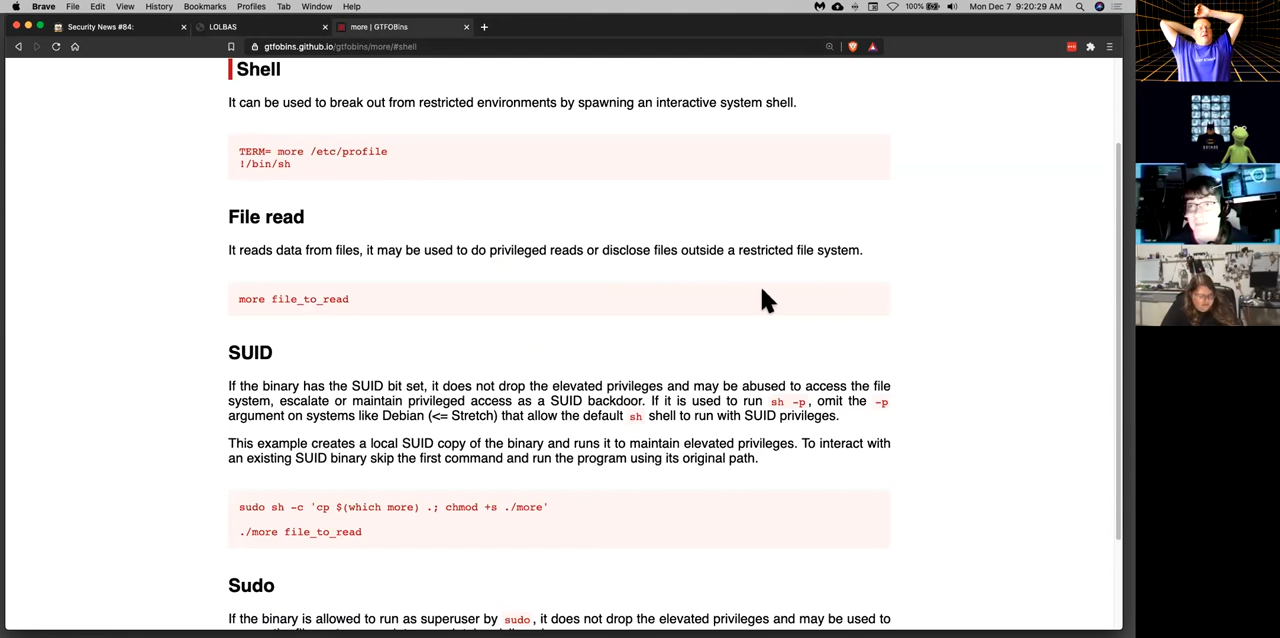 Brave File Edit View History Bookmarks Profiles Tab Window Help
100% Mon Dec 7 9:20:29 AM
Security News #84:
LOLBAS
more | GTFOBins
gtfobins.github.io/gtfobins/more/#shell
Shell
It can be used to break out from restricted environments by spawning an interactive system shell.
TERM= more /etc/profile
!/bin/sh
File read
It reads data from files, it may be used to do privileged reads or disclose files outside a restricted file system.
more file_to_read
SUID
If the binary has the SUID bit set, it does not drop the elevated privileges and may be abused to access the file
system, escalate or maintain privileged access as a SUID backdoor. If it is used to run sh -p, omit the -p
argument on systems like Debian (<= Stretch) that allow the default sh shell to run with SUID privileges.
This example creates a local SUID copy of the binary and runs it to maintain elevated privileges. To interact with
an existing SUID binary skip the first command and run the program using its original path.
sudo sh -c 'cp $(which more) .; chmod +s ./more'
./more file_to_read
Sudo
If the binary is allowed to run as superuser by sudo, it does not drop the elevated privileges and may be used to